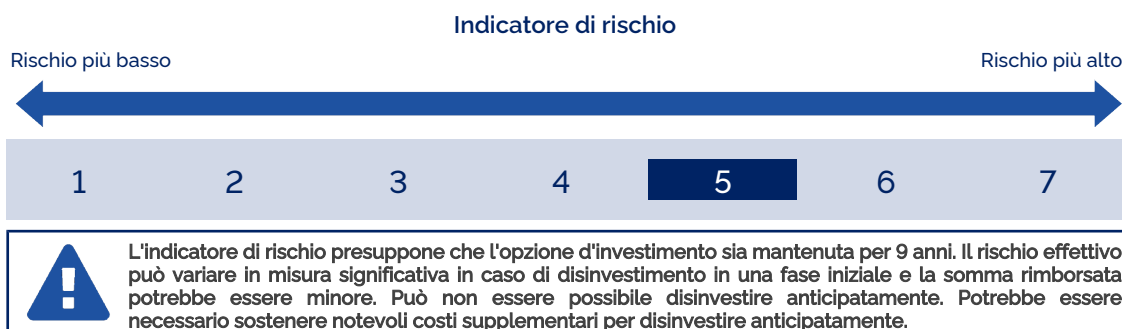 Indicatore di rischio
Rischio più basso
Rischio più alto
1 2 3 4 5 6 7
L'indicatore di rischio presuppone che l'opzione d'investimento sia mantenuta per 9 anni. Il rischio effettivo
può variare in misura significativa in caso di disinvestimento in una fase iniziale e la somma rimborsata
potrebbe essere minore. Può non essere possibile disinvestire anticipatamente. Potrebbe essere
necessario sostenere notevoli costi supplementari per disinvestire anticipatamente.